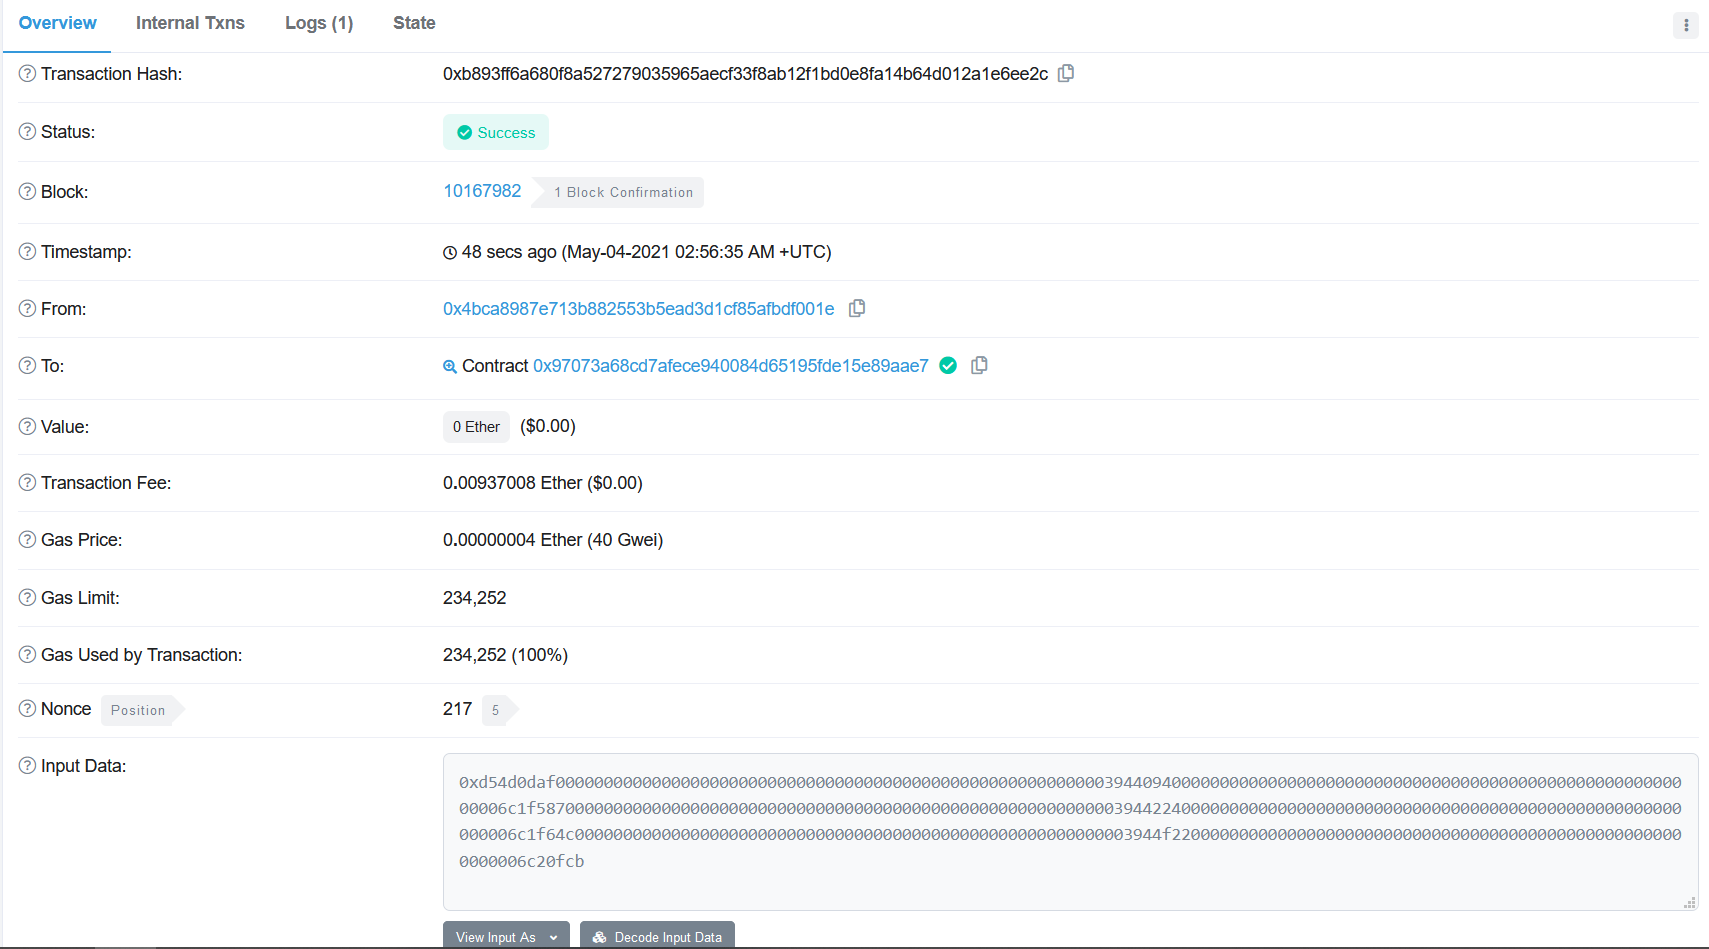 Overview Internal Txns Logs (1) State
Transaction Hash: 0xb893ff6a680f8a527279035965aecf33f8ab12f1bd0e8fa14b64d012a1e6ee2c
Status: Success
Block: 10167982 1 Block Confirmation
Timestamp: 48 secs ago (May-04-2021 02:56:35 AM +UTC)
From: 0x4bca8987e713b882553b5ead3d1cf85afbdf001e
To: Contract 0x97073a68cd7afece940084d65195fde15e89aae7
Value: 0 Ether ($0.00)
Transaction Fee: 0.00937008 Ether ($0.00)
Gas Price: 0.00000004 Ether (40 Gwei)
Gas Limit: 234,252
Gas Used by Transaction: 234,252 (100%)
Nonce Position 217 5
Input Data:
0xd54d0daf000000000000000000000000000000000000000000000000000000000394409400000000000000000000000000000000000000000000000000000
00006c1f58700000000000000000000000000000000000000000000000000000000039442240000000000000000000000000000000000000000000000000000
000006c1f64c0000000000000000000000000000000000000000000000000000000003944f22000000000000000000000000000000000000000000000000000
0000006c20fcb
View Input As Decode Input Data